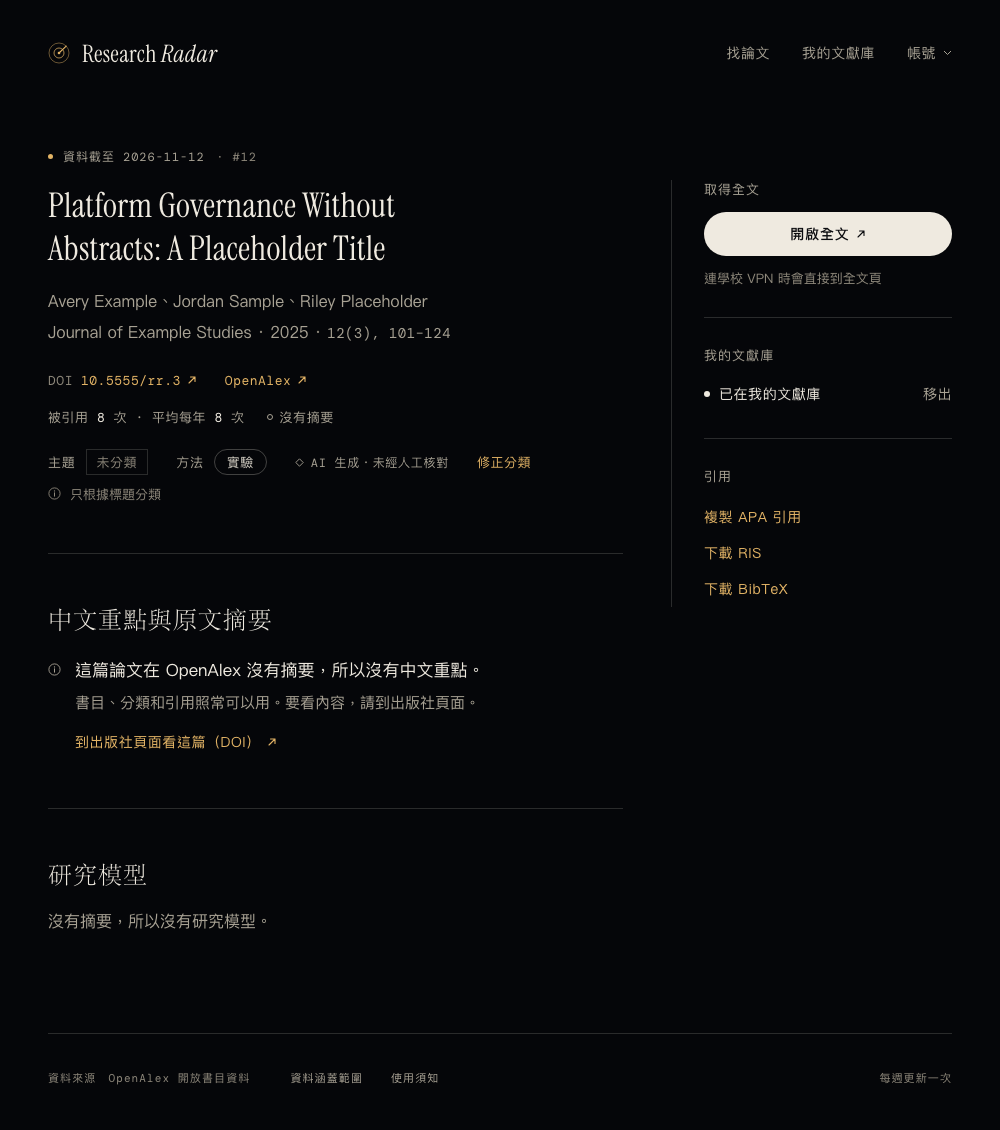 Research Radar
找論文 我的文獻庫 帳號
資料截至 2026-11-12 · #12
Platform Governance Without
Abstracts: A Placeholder Title
Avery Example、Jordan Sample、Riley Placeholder
Journal of Example Studies · 2025 · 12(3), 101–124
DOI 10.5555/rr.3 ↗ OpenAlex ↗
被引用 8 次 · 平均每年 8 次 沒有摘要
主題 未分類 方法 實驗 ◇ AI 生成·未經人工核對 修正分類
ⓘ 只根據標題分類
中文重點與原文摘要
ⓘ 這篇論文在 OpenAlex 沒有摘要,所以沒有中文重點。
書目、分類和引用照常可以用。要看內容,請到出版社頁面。
到出版社頁面看這篇(DOI) ↗
研究模型
沒有摘要,所以沒有研究模型。
取得全文
開啟全文 ↗
連學校 VPN 時會直接到全文頁
我的文獻庫
已在我的文獻庫 移出
引用
複製 APA 引用
下載 RIS
下載 BibTeX
資料來源 OpenAlex 開放書目資料 資料涵蓋範圍 使用須知 每週更新一次